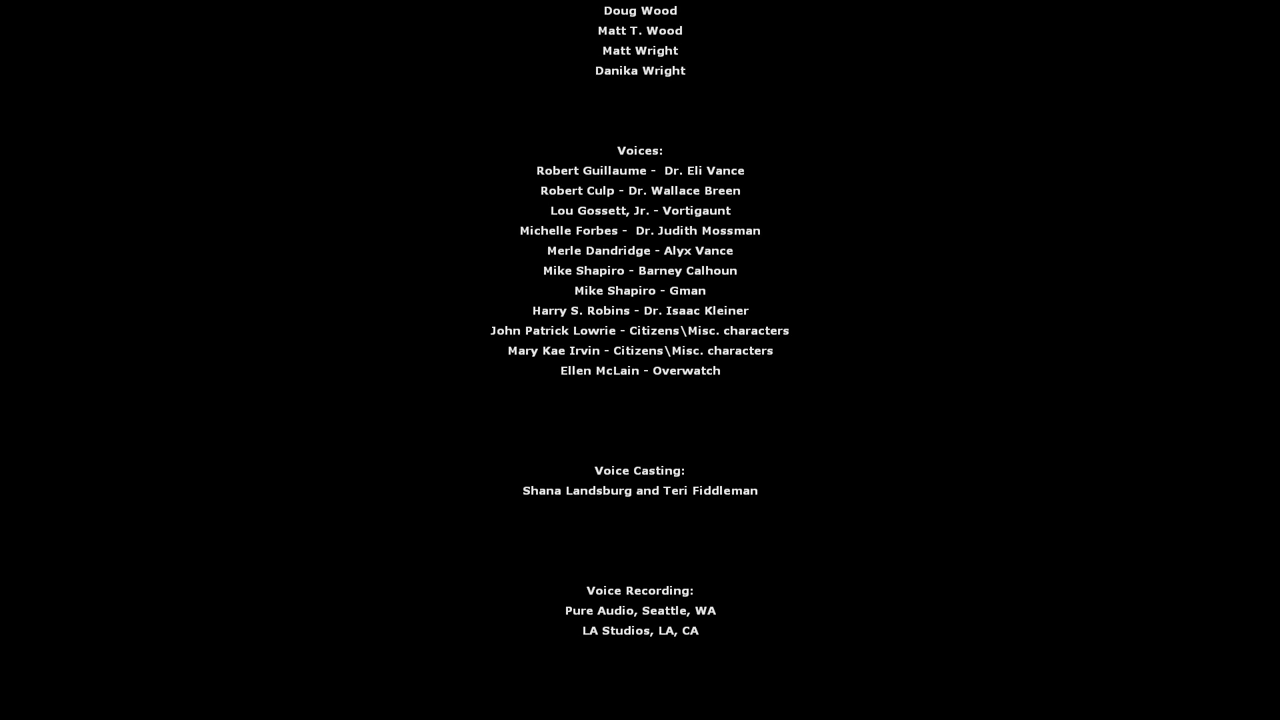 Doug Wood
Matt T. Wood
Matt Wright
Danika Wright
Voices:
Robert Guillaume -  Dr. Eli Vance
Robert Culp - Dr. Wallace Breen
Lou Gossett, Jr. - Vortigaunt
Michelle Forbes -  Dr. Judith Mossman
Merle Dandridge - Alyx Vance
Mike Shapiro - Barney Calhoun
Mike Shapiro - Gman
Harry S. Robins - Dr. Isaac Kleiner
John Patrick Lowrie - Citizens\Misc. characters
Mary Kae Irvin - Citizens\Misc. characters
Ellen McLain - Overwatch
Voice Casting:
Shana Landsburg and Teri Fiddleman
Voice Recording:
Pure Audio, Seattle, WA
LA Studios, LA, CA